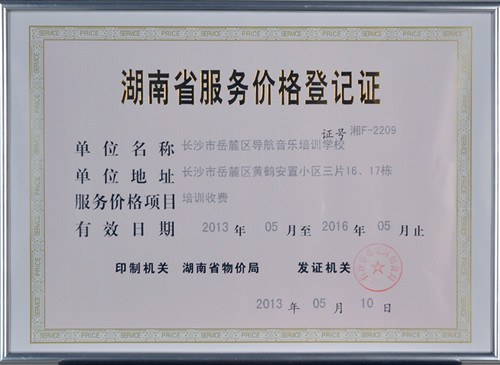 湖南省服务价格登记证
证号 湘F-2209
单位名称 长沙市岳麓区导航音乐培训学校
单位地址 长沙市岳麓区黄鹤安置小区三片16、17栋
服务价格项目 培训收费
有效日期 2013 年 05 月至 2016 年 05 月止
印制机关 湖南省物价局 发证机关
2013 年 05 月 10 日